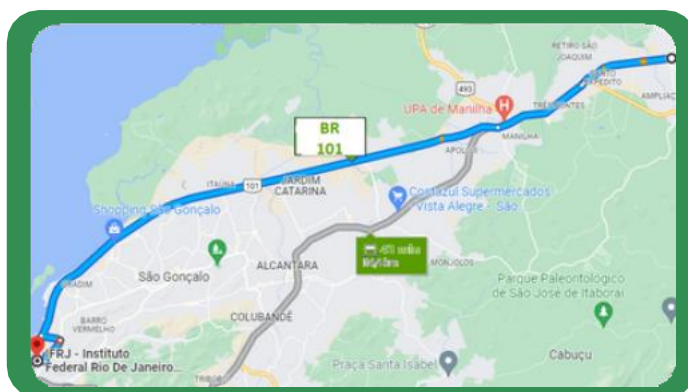 RETIRO SÃO
JOAQUIM
493
UPA DE Manilha
H
AMPLIAÇ
MANILHA
BR
101
APOLO
ITAÚNA
101
JARDIM
CATARINA
Costazul Supermercados
Vista Alegre - São
Shopping São Gonçalo
São Gonçalo
ALCANTARA
MONJOLOS
Parque Paleontológico
de São José de Itaboraí
COLUBANDÊ
BARRO
VERMELHO
FRJ - Instituto
Federal Rio De Janeiro...
TRIBO
Praça Santa Isabel
Cabuçu